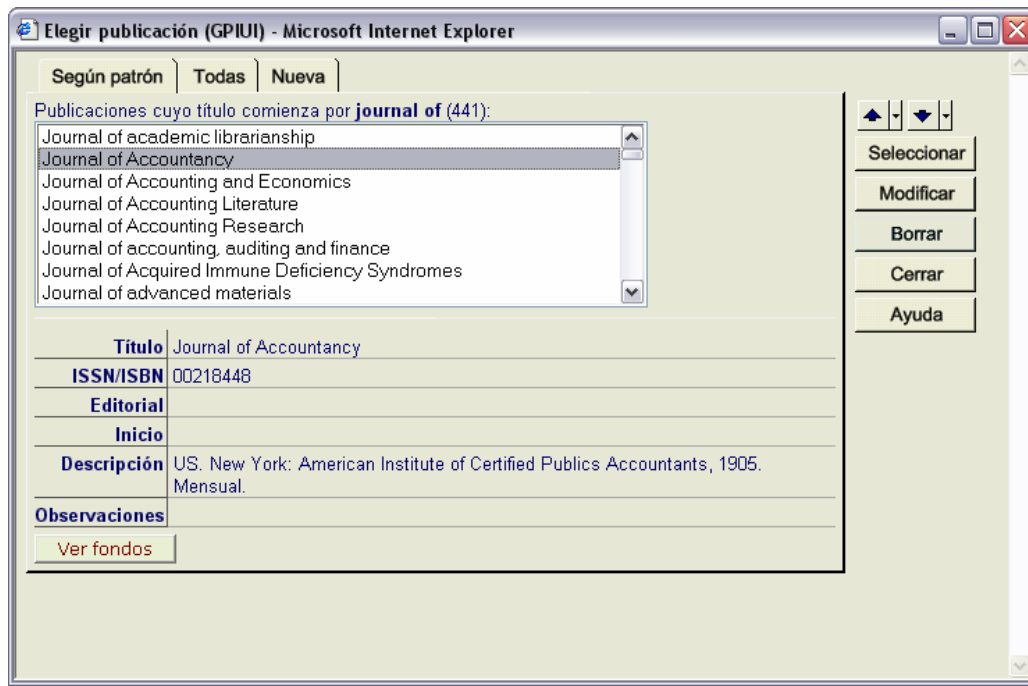 Elegir publicación (GPIUI) - Microsoft Internet Explorer
Según patrón Todas Nueva
Publicaciones cuyo título comienza por journal of (441):
Journal of academic librarianship
Journal of Accountancy
Journal of Accounting and Economics
Journal of Accounting Literature
Journal of Accounting Research
Journal of accounting, auditing and finance
Journal of Acquired Immune Deficiency Syndromes
Journal of advanced materials
Seleccionar
Modificar
Borrar
Cerrar
Ayuda
Título Journal of Accountancy
ISSN/ISBN 00218448
Editorial
Inicio
Descripción US. New York: American Institute of Certified Publics Accountants, 1905.
Mensual.
Observaciones
Ver fondos